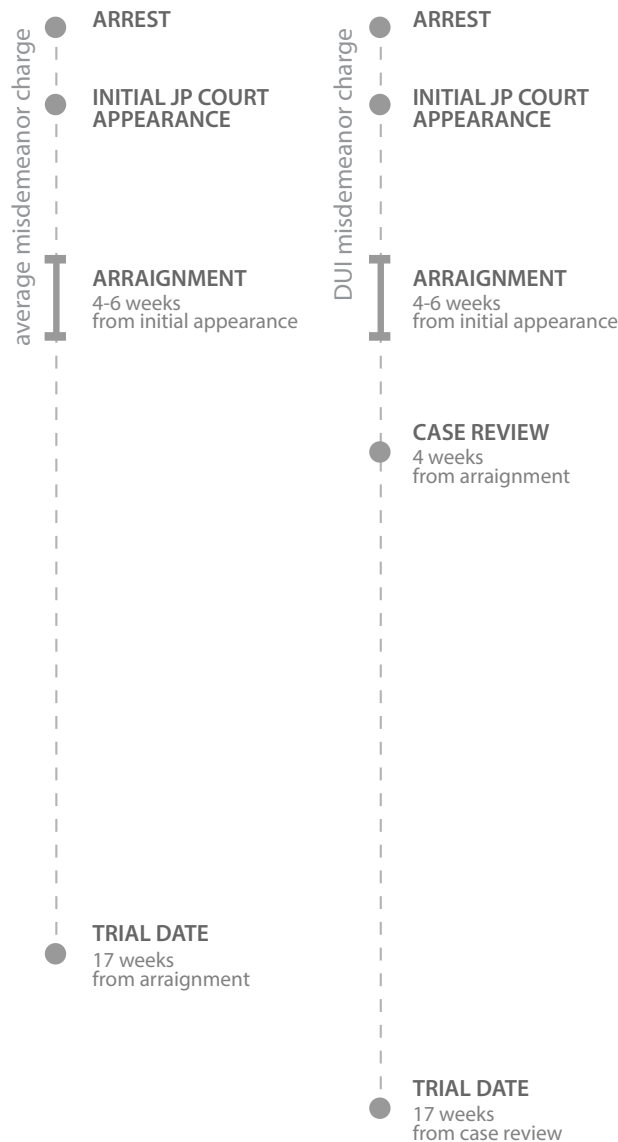 average misdemeanor charge
ARREST
INITIAL JP COURT
APPEARANCE
ARRAIGNMENT
4-6 weeks
from initial appearance
TRIAL DATE
17 weeks
from arraignment
DUI misdemeanor charge
ARREST
INITIAL JP COURT
APPEARANCE
ARRAIGNMENT
4-6 weeks
from initial appearance
CASE REVIEW
4 weeks
from arraignment
TRIAL DATE
17 weeks
from case review